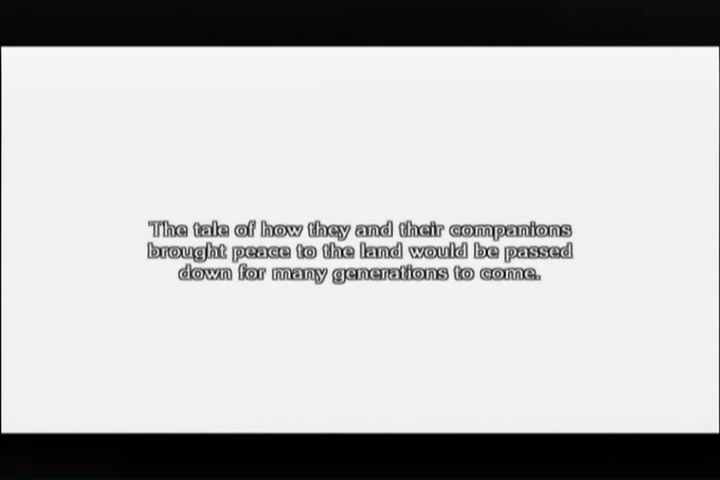 The tale of how they and their companions
brought peace to the land would be passed
down for many generations to come.